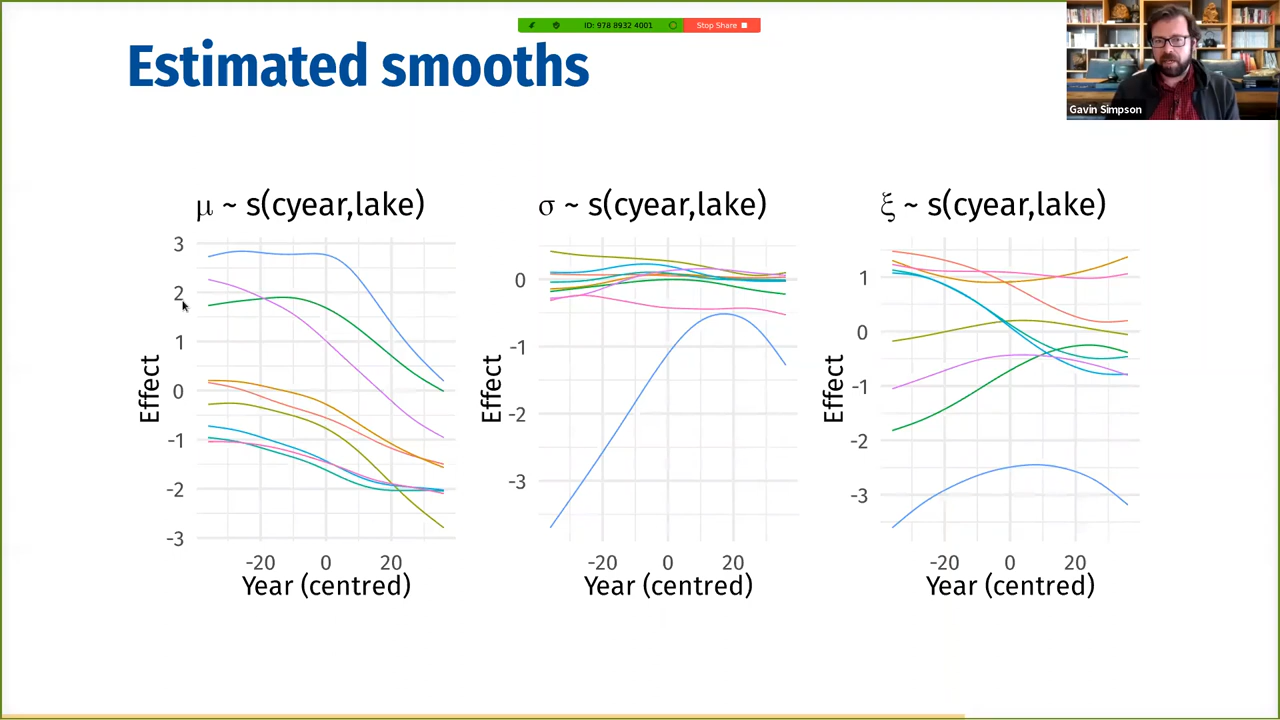 ID: 978 8932 4001 Stop Share
Estimated smooths
Gavin Simpson
μ ~ s(cyear,lake)
3
2
1
0
-1
-2
-3
Effect
-20 0 20
Year (centred)
σ ~ s(cyear,lake)
0
-1
-2
-3
Effect
-20 0 20
Year (centred)
ξ ~ s(cyear,lake)
1
0
-1
-2
-3
Effect
-20 0 20
Year (centred)